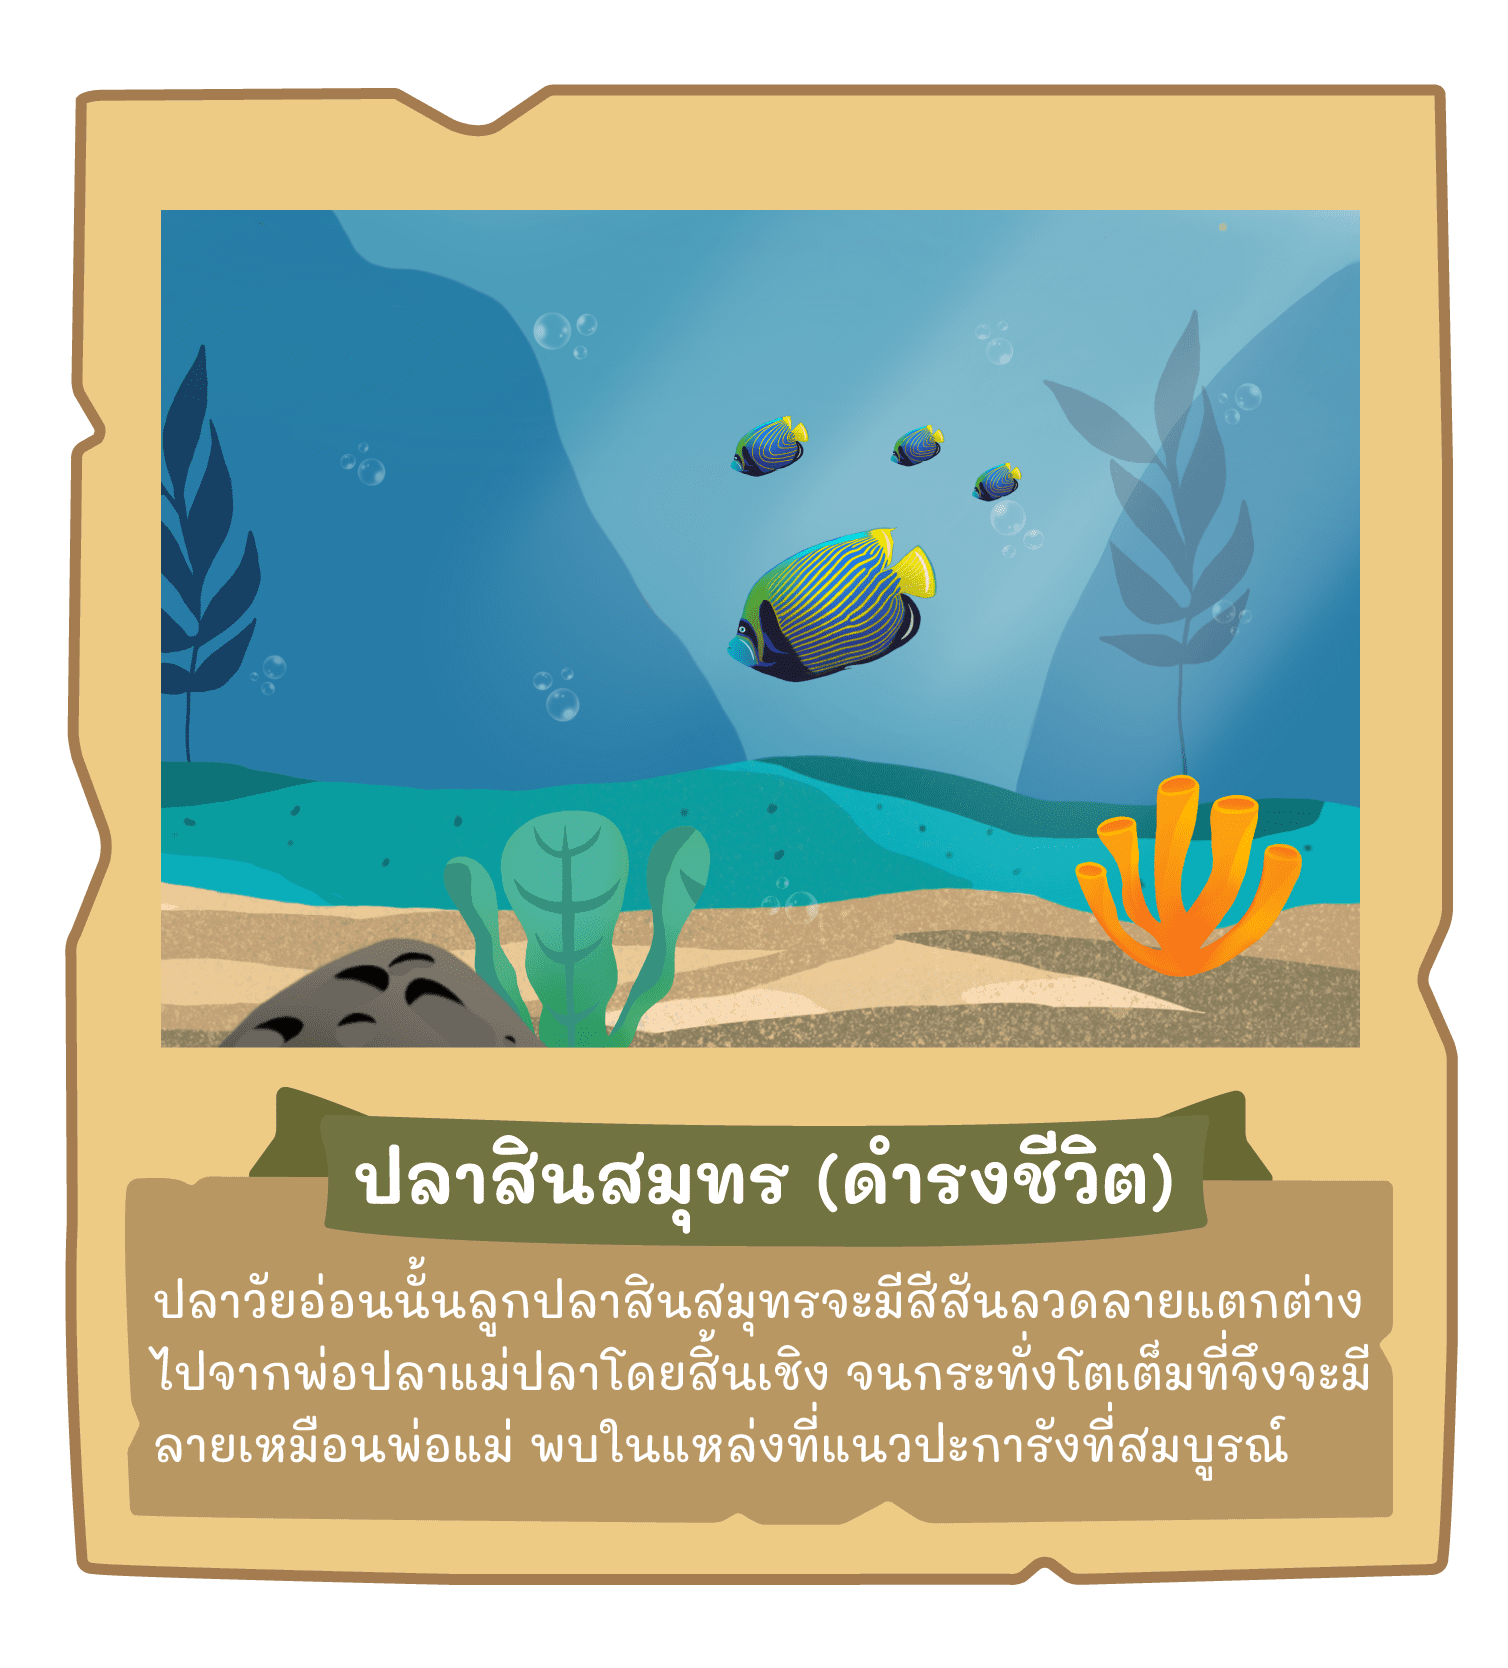 ปลาสินสมุทร (ดำรงชีวิต)
ปลาวัยอ่อนนั้นลูกปลาสินสมุทรจะมีสีสันลวดลายแตกต่าง
ไปจากพ่อปลาแม่ปลาโดยสิ้นเชิง จนกระทั่งโตเต็มที่จึงจะมี
ลายเหมือนพ่อแม่ พบในแหล่งที่แนวปะการังที่สมบูรณ์